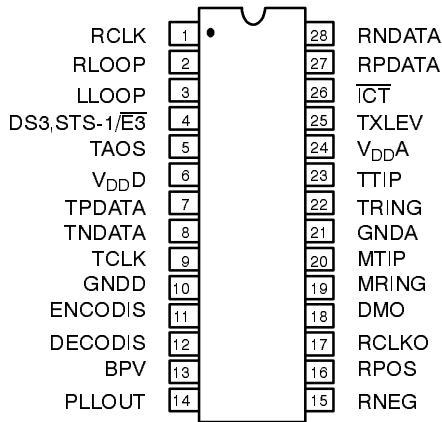 RCLK 1 28 RNDATA
RLOOP 2 27 RPDATA
LLOOP 3 26 I̅C̅T̅
DS3,STS-1/E̅3̅ 4 25 TXLEV
TAOS 5 24 VDDA
VDDD 6 23 TTIP
TPDATA 7 22 TRING
TNDATA 8 21 GNDA
TCLK 9 20 MTIP
GNDD 10 19 MRING
ENCODIS 11 18 DMO
DECODIS 12 17 RCLKO
BPV 13 16 RPOS
PLLOUT 14 15 RNEG